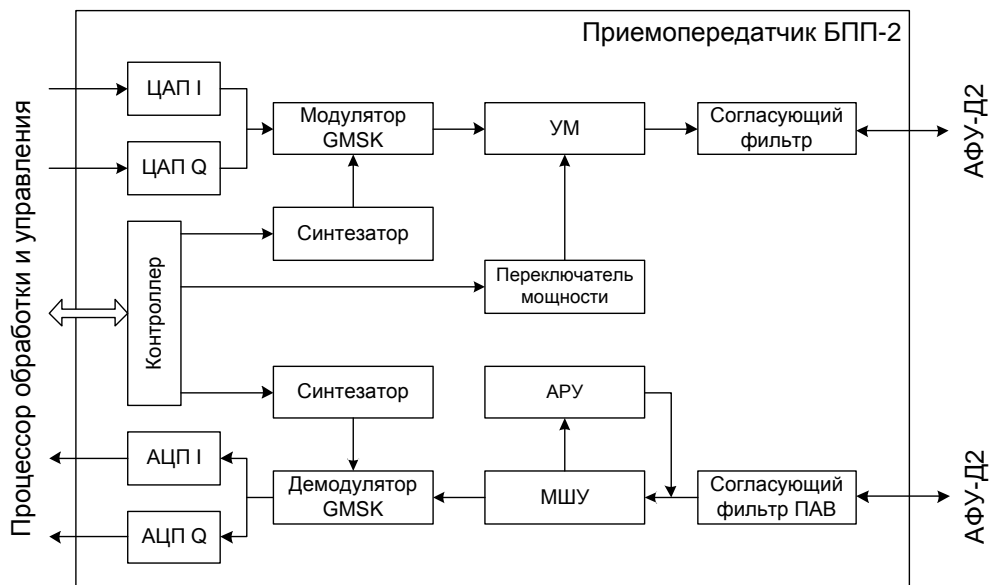 Приемопередатчик БПП-2
Процессор обработки и управления
ЦАП I
ЦАП Q
Модулятор
GMSK
УМ
Согласующий
фильтр
АФУ-Д2
Контроллер
Синтезатор
Переключатель
мощности
Синтезатор
АРУ
АЦП I
АЦП Q
Демодулятор
GMSK
МШУ
Согласующий
фильтр ПАВ
АФУ-Д2